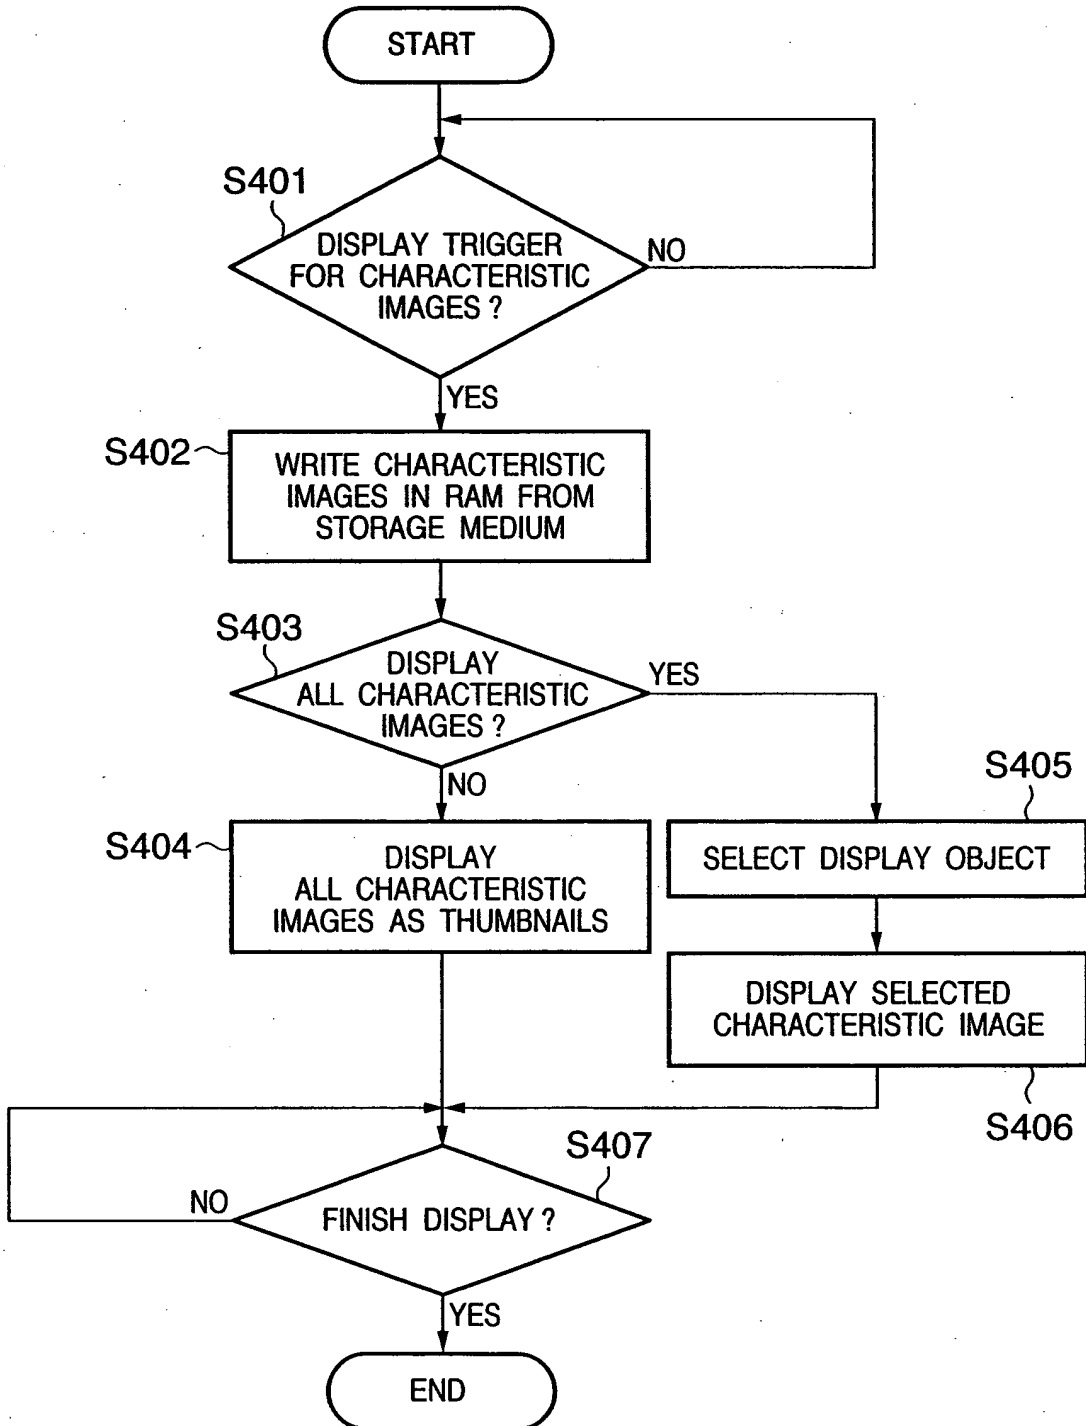 START
S401
DISPLAY TRIGGER
FOR CHARACTERISTIC
IMAGES ?
NO
YES
S402
WRITE CHARACTERISTIC
IMAGES IN RAM FROM
STORAGE MEDIUM
S403
DISPLAY
ALL CHARACTERISTIC
IMAGES ?
YES
NO
S404
DISPLAY
ALL CHARACTERISTIC
IMAGES AS THUMBNAILS
S405
SELECT DISPLAY OBJECT
DISPLAY SELECTED
CHARACTERISTIC IMAGE
S406
S407
FINISH DISPLAY ?
NO
YES
END